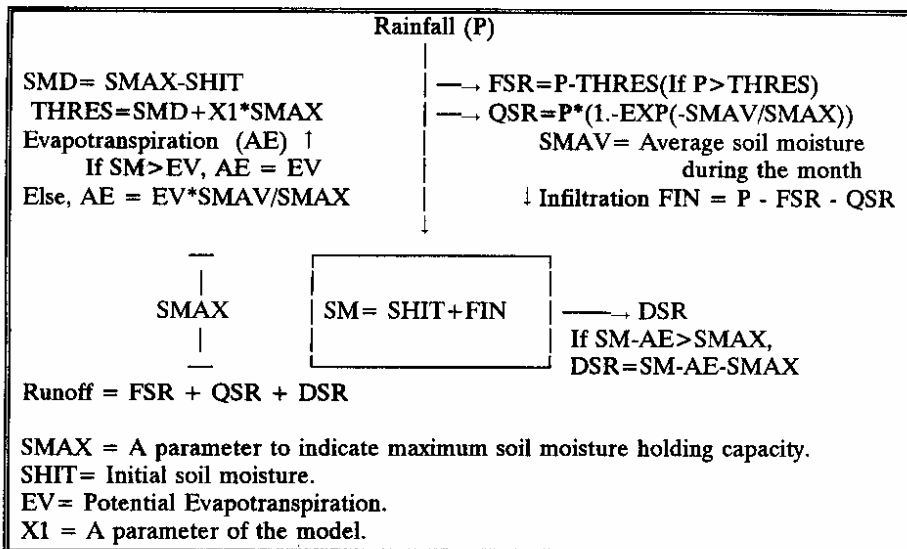 Rainfall (P)
SMD= SMAX-SHIT
THRES=SMD+X1*SMAX
Evapotranspiration (AE) ↑
If SM>EV, AE = EV
Else, AE = EV*SMAV/SMAX
—→ FSR=P-THRES(If P>THRES)
—→ QSR=P*(1.-EXP(-SMAV/SMAX))
SMAV= Average soil moisture
during the month
↓ Infiltration FIN = P - FSR - QSR
SMAX
SM= SHIT+FIN
——→ DSR
If SM-AE>SMAX,
DSR=SM-AE-SMAX
Runoff = FSR + QSR + DSR
SMAX = A parameter to indicate maximum soil moisture holding capacity.
SHIT= Initial soil moisture.
EV= Potential Evapotranspiration.
X1 = A parameter of the model.